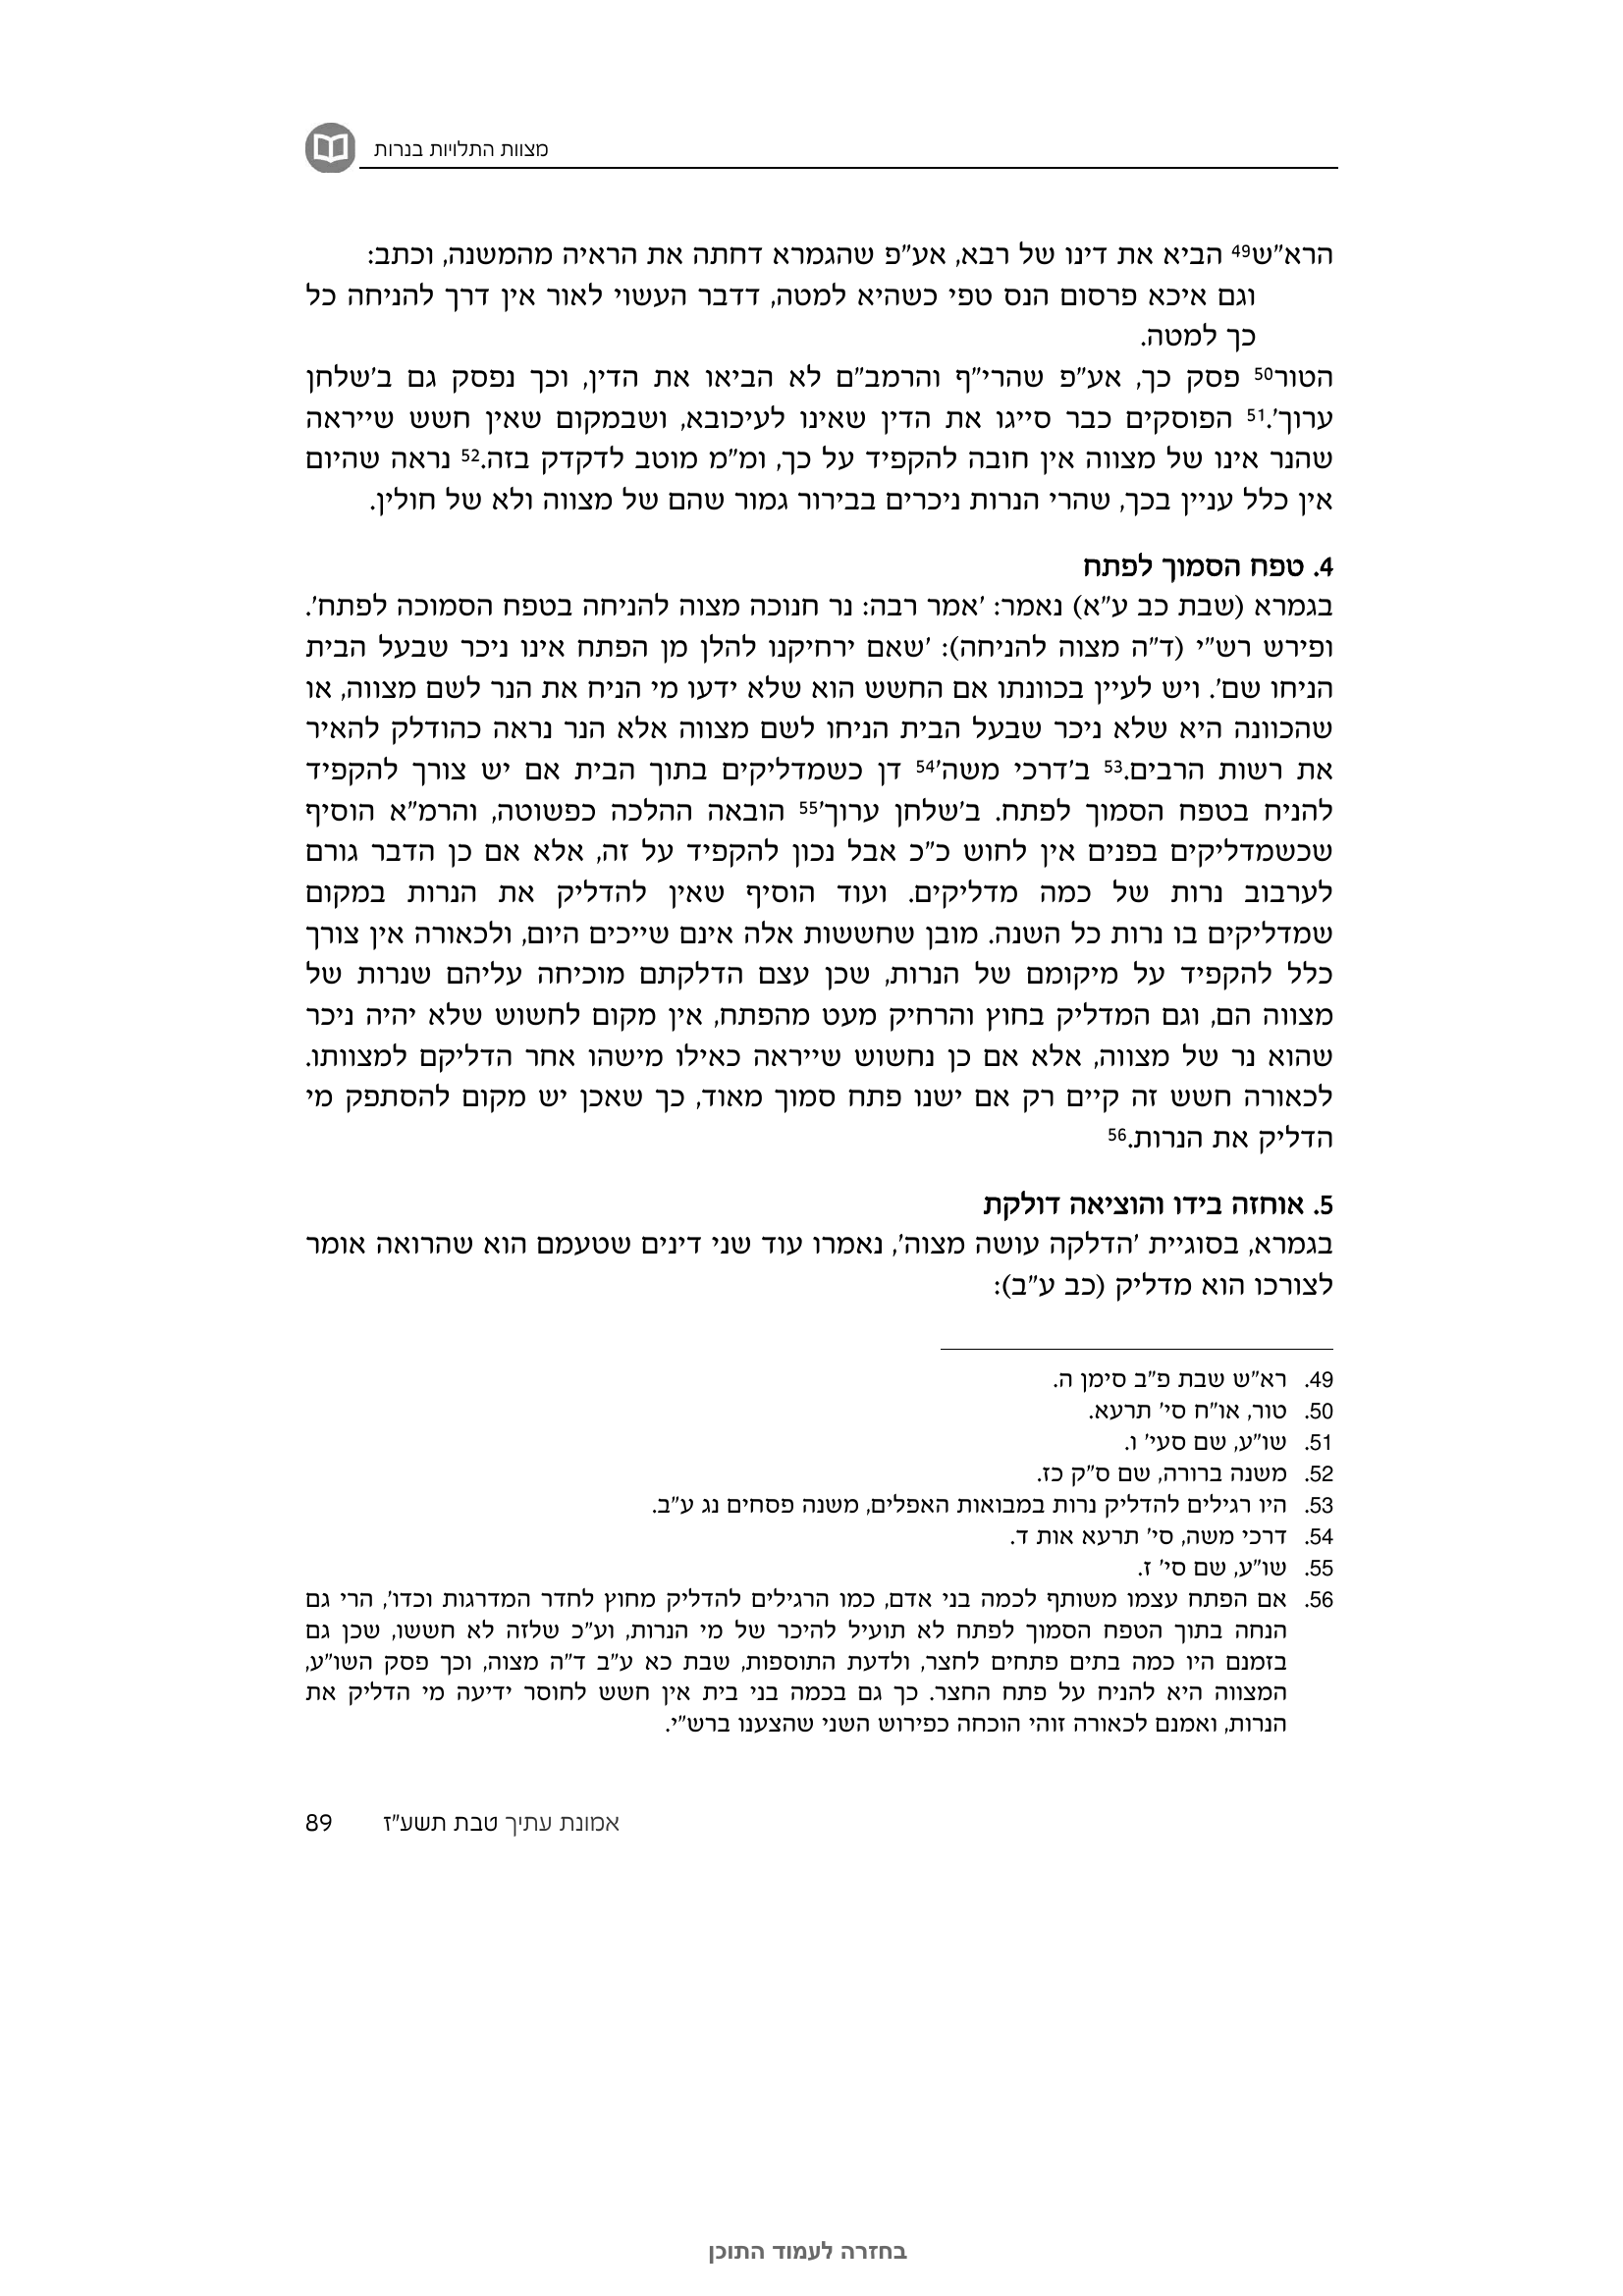 מצוות התלויות בנרות
הרא"ש49 הביא את דינו של רבא, אע"פ שהגמרא דחתה את הראיה מהמשנה, וכתב:
וגם איכא פרסום הנס טפי כשהיא למטה, דדבר העשוי לאור אין דרך להניחה כל
כך למטה.
הטור50 פסק כך, אע"פ שהרי"ף והרמב"ם לא הביאו את הדין, וכך נפסק גם ב'שלחן
ערוך'.51 הפוסקים כבר סייגו את הדין שאינו לעיכובא, ושבמקום שאין חשש שייראה
שהנר אינו של מצווה אין חובה להקפיד על כך, ומ"מ מוטב לדקדק בזה.52 נראה שהיום
אין כלל עניין בכך, שהרי הנרות ניכרים בבירור גמור שהם של מצווה ולא של חולין.
4. טפח הסמוך לפתח
בגמרא (שבת כב ע"א) נאמר: 'אמר רבה: נר חנוכה מצוה להניחה בטפח הסמוכה לפתח'.
ופירש רש"י (ד"ה מצוה להניחה): 'שאם ירחיקנו להלן מן הפתח אינו ניכר שבעל הבית
הניחו שם'. ויש לעיין בכוונתו אם החשש הוא שלא ידעו מי הניח את הנר לשם מצווה, או
שהכוונה היא שלא ניכר שבעל הבית הניחו לשם מצווה אלא הנר נראה כהודלק להאיר
את רשות הרבים.53 ב'דרכי משה'54 דן כשמדליקים בתוך הבית אם יש צורך להקפיד
להניח בטפח הסמוך לפתח. ב'שלחן ערוך'55 הובאה ההלכה כפשוטה, והרמ"א הוסיף
שכשמדליקים בפנים אין לחוש כ"כ אבל נכון להקפיד על זה, אלא אם כן הדבר גורם
לערבוב נרות של כמה מדליקים. ועוד הוסיף שאין להדליק את הנרות במקום
שמדליקים בו נרות כל השנה. מובן שחששות אלה אינם שייכים היום, ולכאורה אין צורך
כלל להקפיד על מיקומם של הנרות, שכן עצם הדלקתם מוכיחה עליהם שנרות של
מצווה הם, וגם המדליק בחוץ והרחיק מעט מהפתח, אין מקום לחשוש שלא יהיה ניכר
שהוא נר של מצווה, אלא אם כן נחשוש שייראה כאילו מישהו אחר הדליקם למצוותו.
לכאורה חשש זה קיים רק אם ישנו פתח סמוך מאוד, כך שאכן יש מקום להסתפק מי
הדליק את הנרות.56
5. אוחזה בידו והוציאה דולקת
בגמרא, בסוגיית 'הדלקה עושה מצוה', נאמרו עוד שני דינים שטעמם הוא שהרואה אומר
לצורכו הוא מדליק (כב ע"ב):
49. רא"ש שבת פ"ב סימן ה.
50. טור, או"ח סי' תרעא.
51. שו"ע, שם סעי' ו.
52. משנה ברורה, שם ס"ק כז.
53. היו רגילים להדליק נרות במבואות האפלים, משנה פסחים נג ע"ב.
54. דרכי משה, סי' תרעא אות ד.
55. שו"ע, שם סי' ז.
56. אם הפתח עצמו משותף לכמה בני אדם, כמו הרגילים להדליק מחוץ לחדר המדרגות וכדו', הרי גם
הנחה בתוך הטפח הסמוך לפתח לא תועיל להיכר של מי הנרות, וע"כ שלזה לא חששו, שכן גם
בזמנם היו כמה בתים פתחים לחצר, ולדעת התוספות, שבת כא ע"ב ד"ה מצוה, וכך פסק השו"ע,
המצווה היא להניח על פתח החצר. כך גם בכמה בני בית אין חשש לחוסר ידיעה מי הדליק את
הנרות, ואמנם לכאורה זוהי הוכחה כפירוש השני שהצענו ברש"י.
אמונת עתיך טבת תשע"ז 89
בחזרה לעמוד התוכן